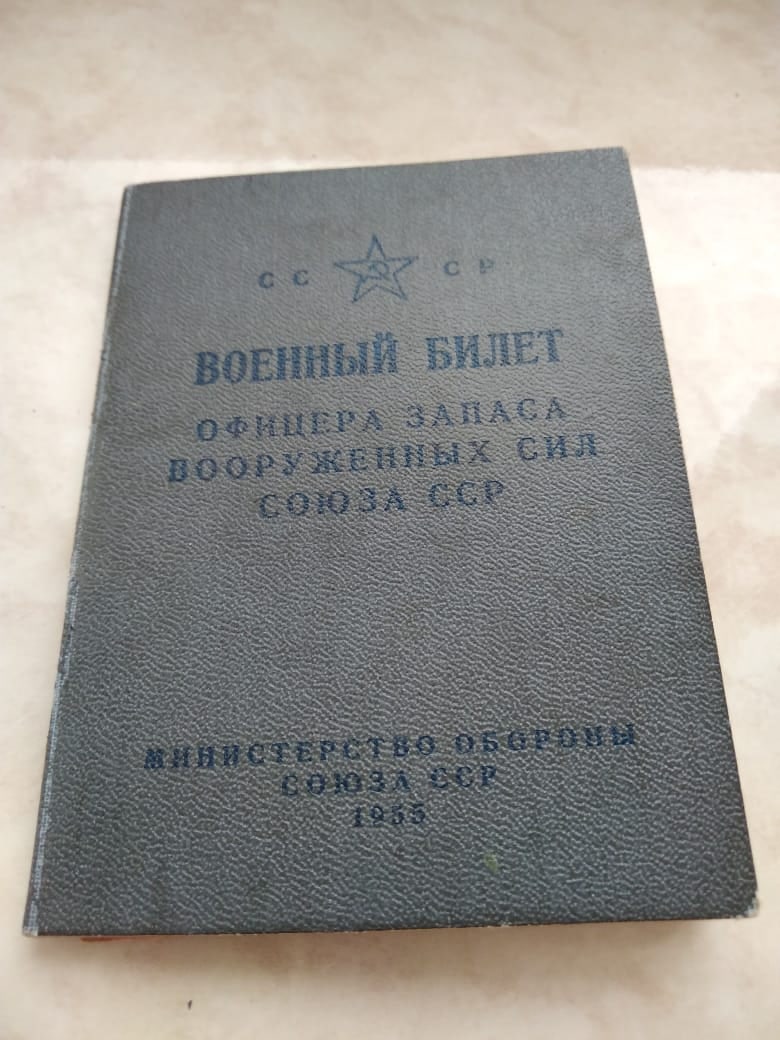 СС СР
ВОЕННЫЙ БИЛЕТ
ОФИЦЕРА ЗАПАСА
ВООРУЖЕННЫХ СИЛ
СОЮЗА ССР
МИНИСТЕРСТВО ОБОРОНЫ
СОЮЗА ССР
1955